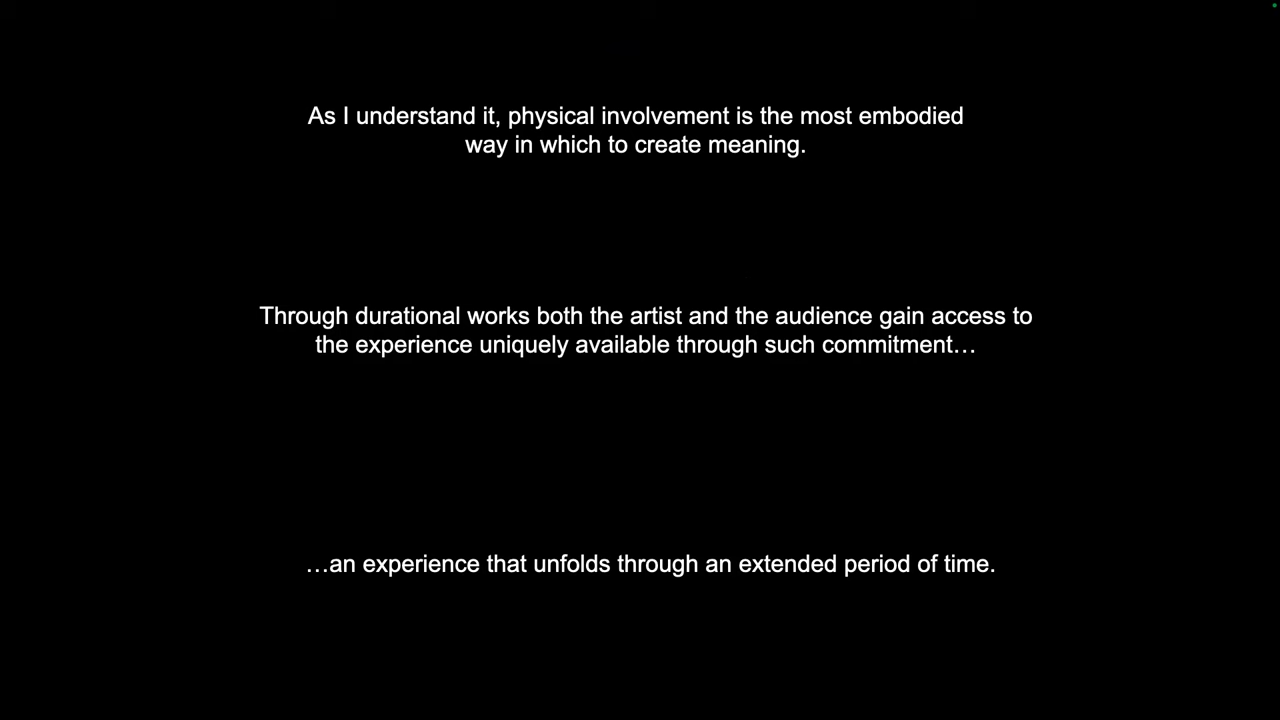 As I understand it, physical involvement is the most embodied
way in which to create meaning.
Through durational works both the artist and the audience gain access to
the experience uniquely available through such commitment…
…an experience that unfolds through an extended period of time.